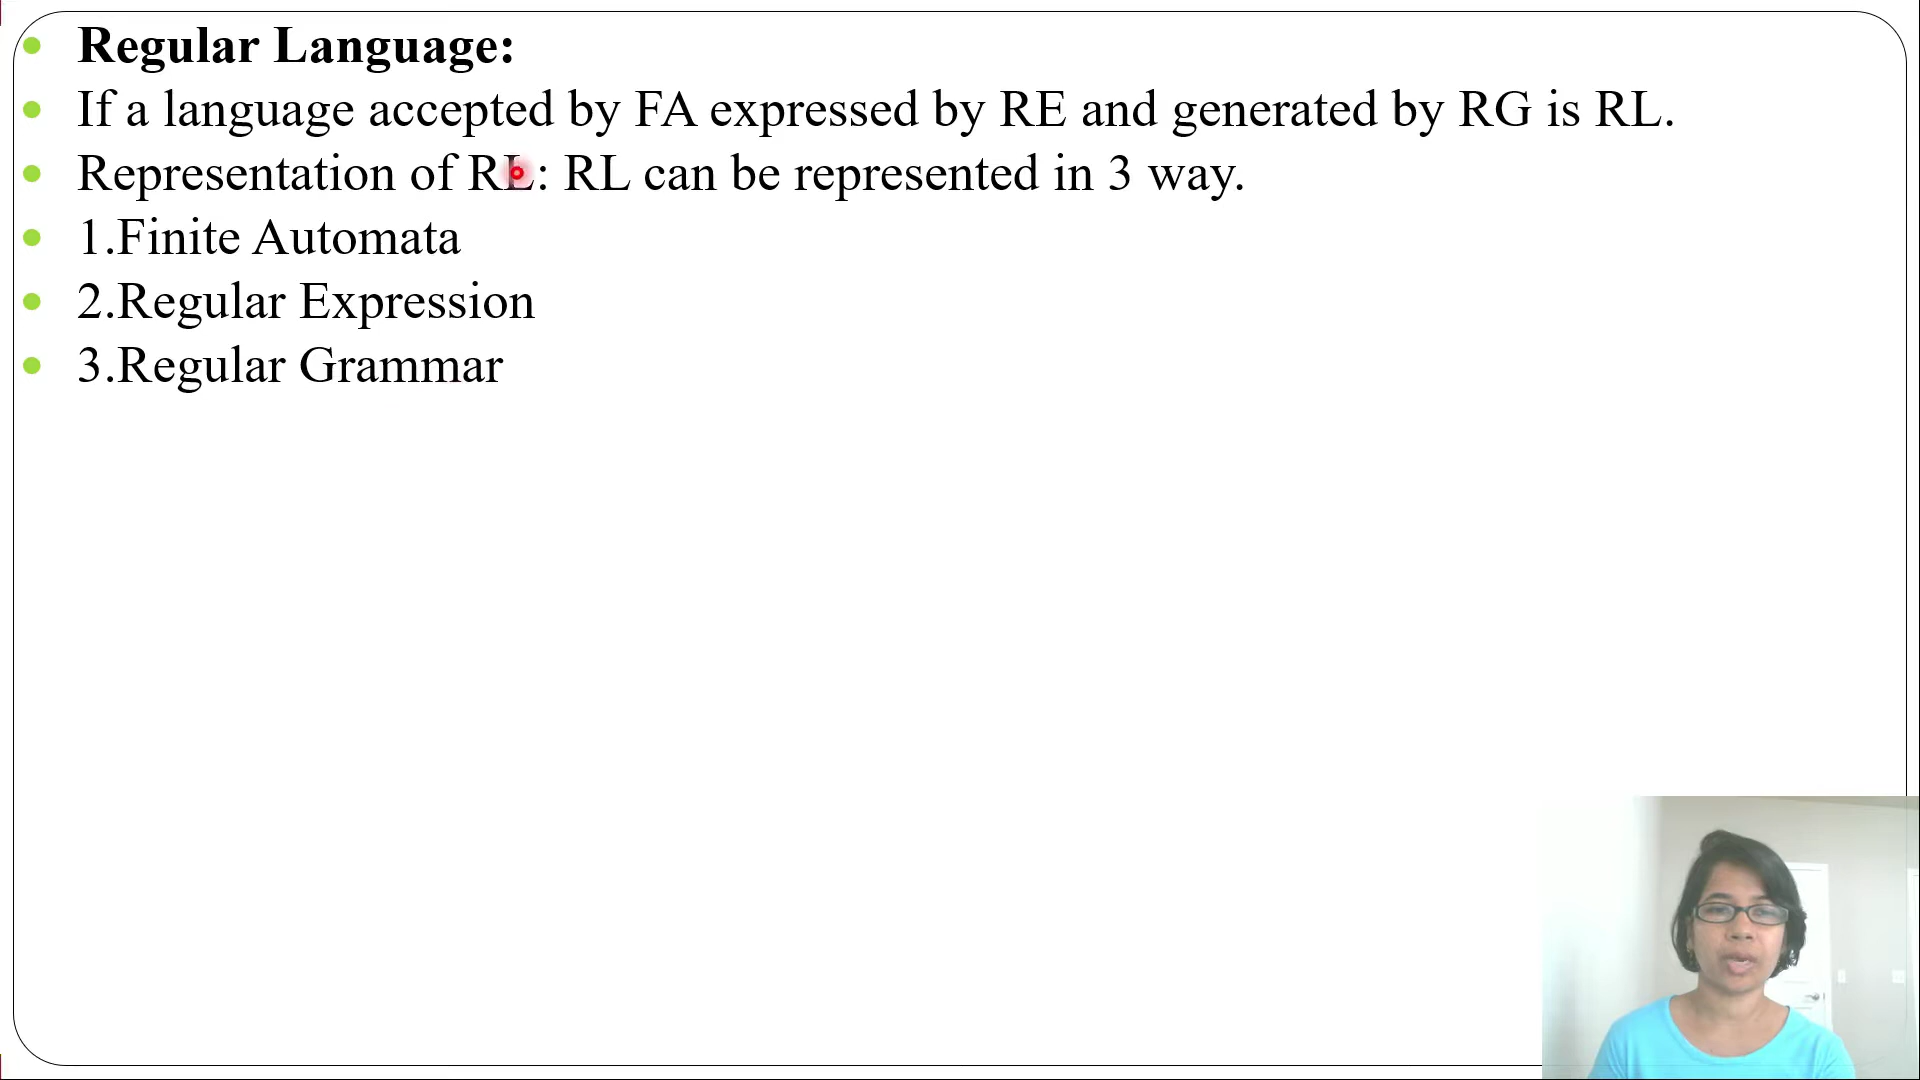 Regular Language:
If a language accepted by FA expressed by RE and generated by RG is RL.
Representation of RL: RL can be represented in 3 way.
1.Finite Automata
2.Regular Expression
3.Regular Grammar